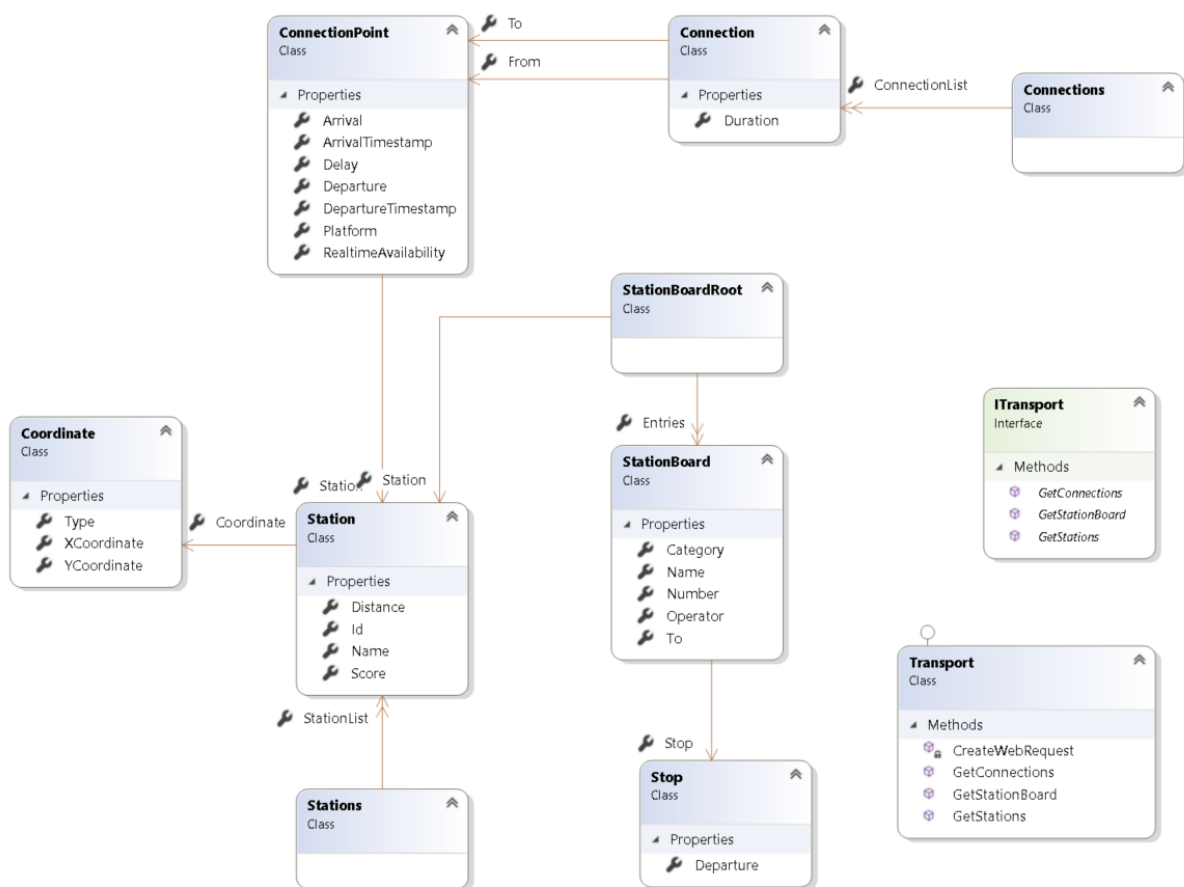 ConnectionPoint
Class
Properties
Arrival
ArrivalTimestamp
Delay
Departure
DepartureTimestamp
Platform
RealtimeAvailability
To
From
Connection
Class
Properties
Duration
ConnectionList
Connections
Class
StationBoardRoot
Class
Entries
Coordinate
Class
Properties
Type
XCoordinate
YCoordinate
Coordinate
Station
Station
Station
Class
Properties
Distance
Id
Name
Score
StationList
Stations
Class
StationBoard
Class
Properties
Category
Name
Number
Operator
To
Stop
Stop
Class
Properties
Departure
ITransport
Interface
Methods
GetConnections
GetStationBoard
GetStations
Transport
Class
Methods
CreateWebRequest
GetConnections
GetStationBoard
GetStations